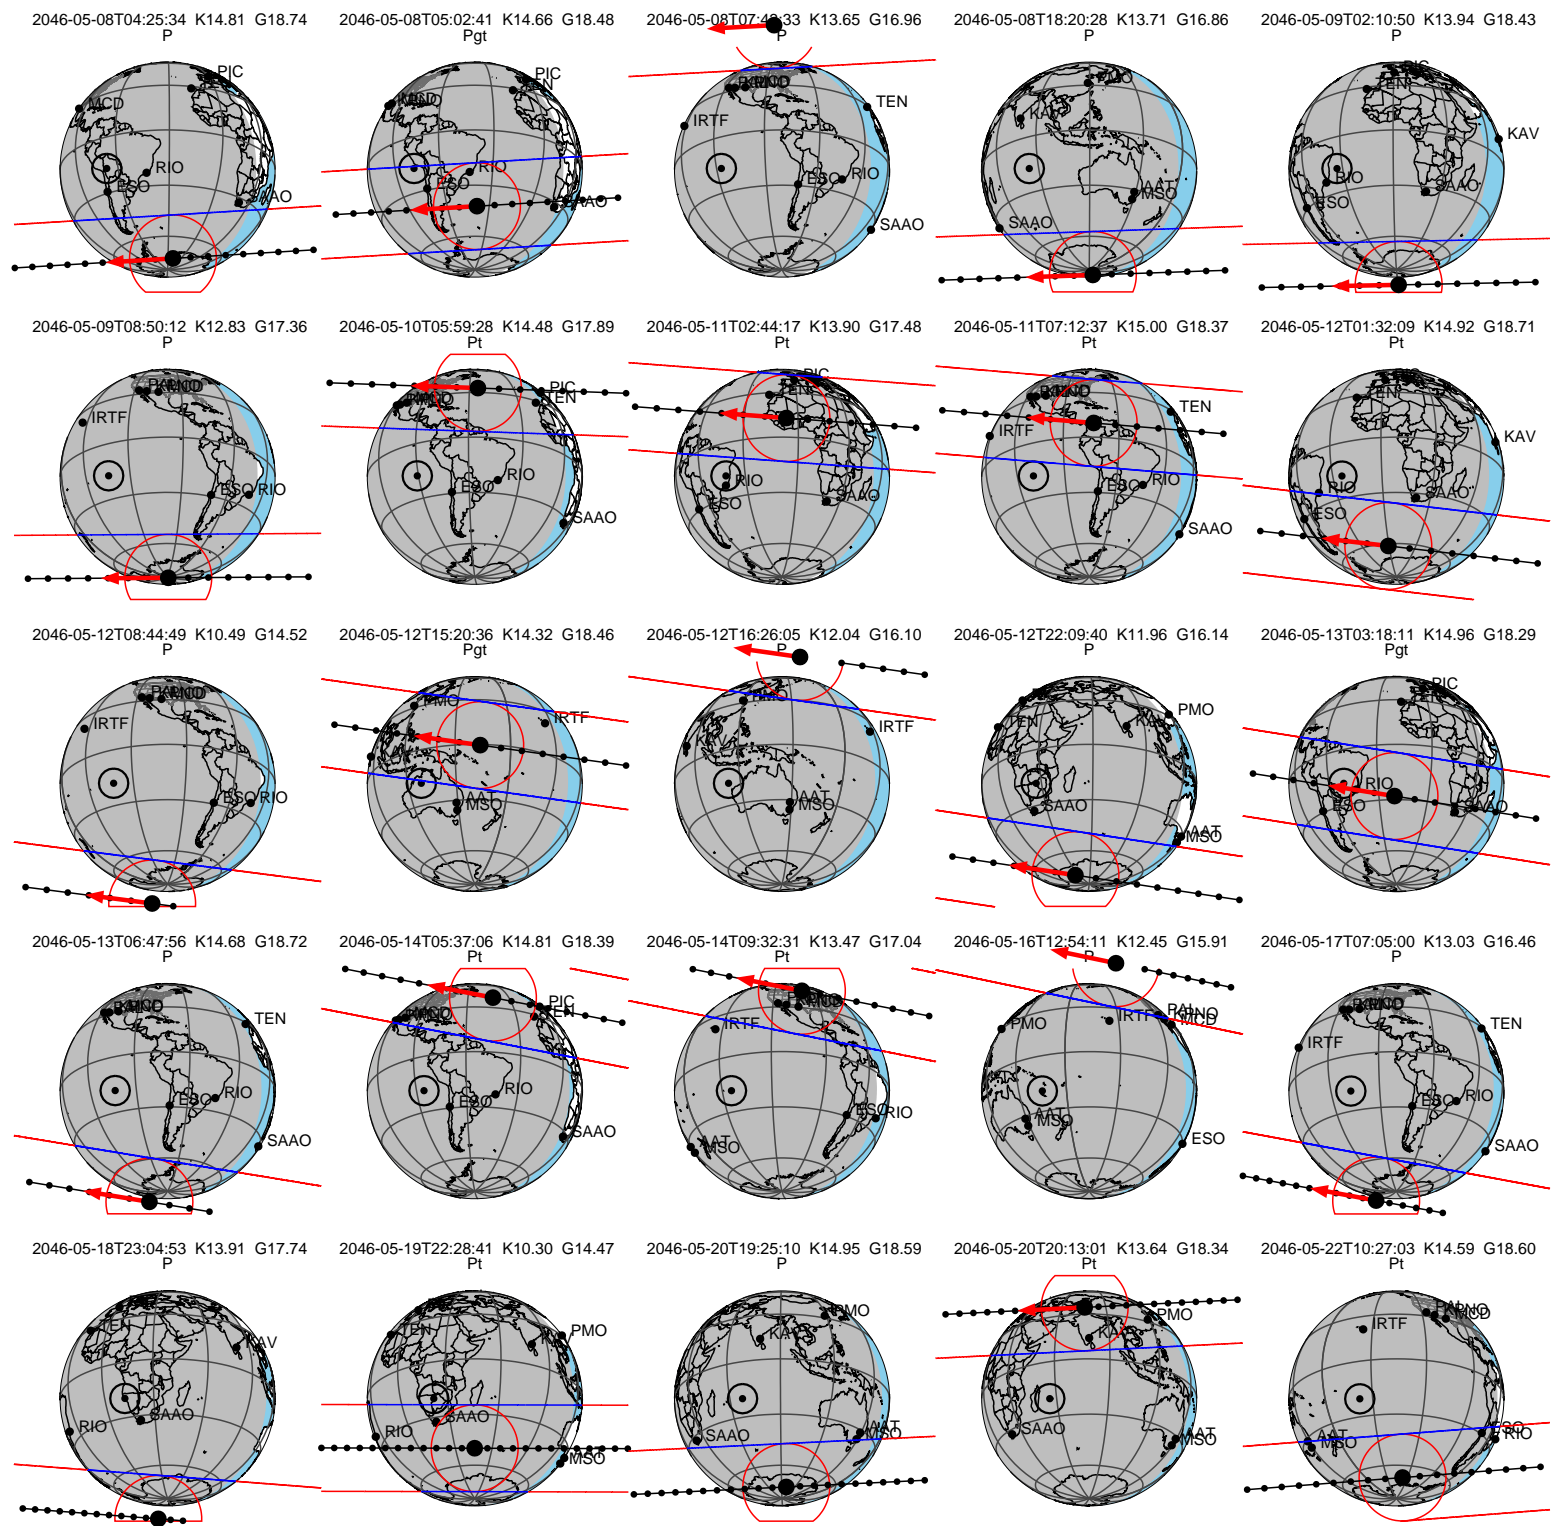 2046-05-08T04:25:34 K14.81 G18.74
P
PIC
MCD
RIO
ESO
SAAO
2046-05-08T05:02:41 K14.66 G18.48
Pgt
PIC
TEN
RIO
ESO
SAAO
P
TEN
IRTF
ESO
RIO
SAAO
2046-05-08T18:20:28 K13.71 G16.86
P
PMO
KAV
AAT
MSO
SAAO
2046-05-09T02:10:50 K13.94 G18.43
P
PIC
TEN
KAV
RIO
SAAO
ESO
2046-05-09T08:50:12 K12.83 G17.36
P
IRTF
ESO
RIO
2046-05-10T05:59:28 K14.48 G17.89
Pt
PIC
TEN
RIO
ESO
SAAO
2046-05-11T02:44:17 K13.90 G17.48
Pt
PIC
TEN
RIO
ESO
SAAO
2046-05-11T07:12:37 K15.00 G18.37
Pt
TEN
IRTF
ESO
RIO
SAAO
2046-05-12T01:32:09 K14.92 G18.71
Pt
TEN
KAV
RIO
SAAO
ESO
2046-05-12T08:44:49 K10.49 G14.52
P
IRTF
ESO
RIO
2046-05-12T15:20:36 K14.32 G18.46
Pgt
PMO
IRTF
AAT
MSO
2046-05-12T16:26:05 K12.04 G16.10
P
PMO
IRTF
AAT
MSO
2046-05-12T22:09:40 K11.96 G16.14
P
PMO
TEN
KAV
SAAO
AAT
MSO
2046-05-13T03:18:11 K14.96 G18.29
Pgt
PIC
TEN
RIO
ESO
SAAO
2046-05-13T06:47:56 K14.68 G18.72
P
TEN
RIO
ESO
SAAO
2046-05-14T05:37:06 K14.81 G18.39
Pt
PIC
TEN
RIO
ESO
SAAO
2046-05-14T09:32:31 K13.47 G17.04
Pt
IRTF
ESO
RIO
AAT
MSO
2046-05-16T12:54:11 K12.45 G15.91
P
PMO
IRTF
PAL
KPNO
MCD
AAT
MSO
ESO
2046-05-17T07:05:00 K13.03 G16.46
P
TEN
IRTF
ESO
RIO
SAAO
2046-05-18T23:04:53 K13.91 G17.74
P
TEN
KAV
SAAO
RIO
2046-05-19T22:28:41 K10.30 G14.47
Pt
TEN
PMO
KAV
SAAO
RIO
MSO
2046-05-20T19:25:10 K14.95 G18.59
P
PMO
KAV
SAAO
AAT
MSO
2046-05-20T20:13:01 K13.64 G18.34
Pt
PMO
KAV
SAAO
AAT
MSO
2046-05-22T10:27:03 K14.59 G18.60
Pt
PAL
KPNO
MCD
IRTF
ESO
RIO
AAT
MSO